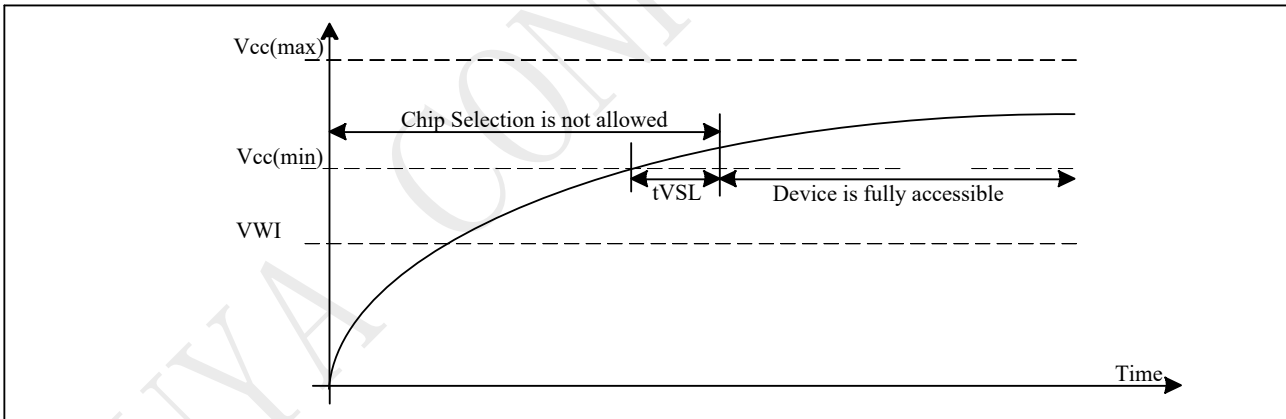 Vcc(max)
Chip Selection is not allowed
Vcc(min)
tVSL
Device is fully accessible
VWI
Time